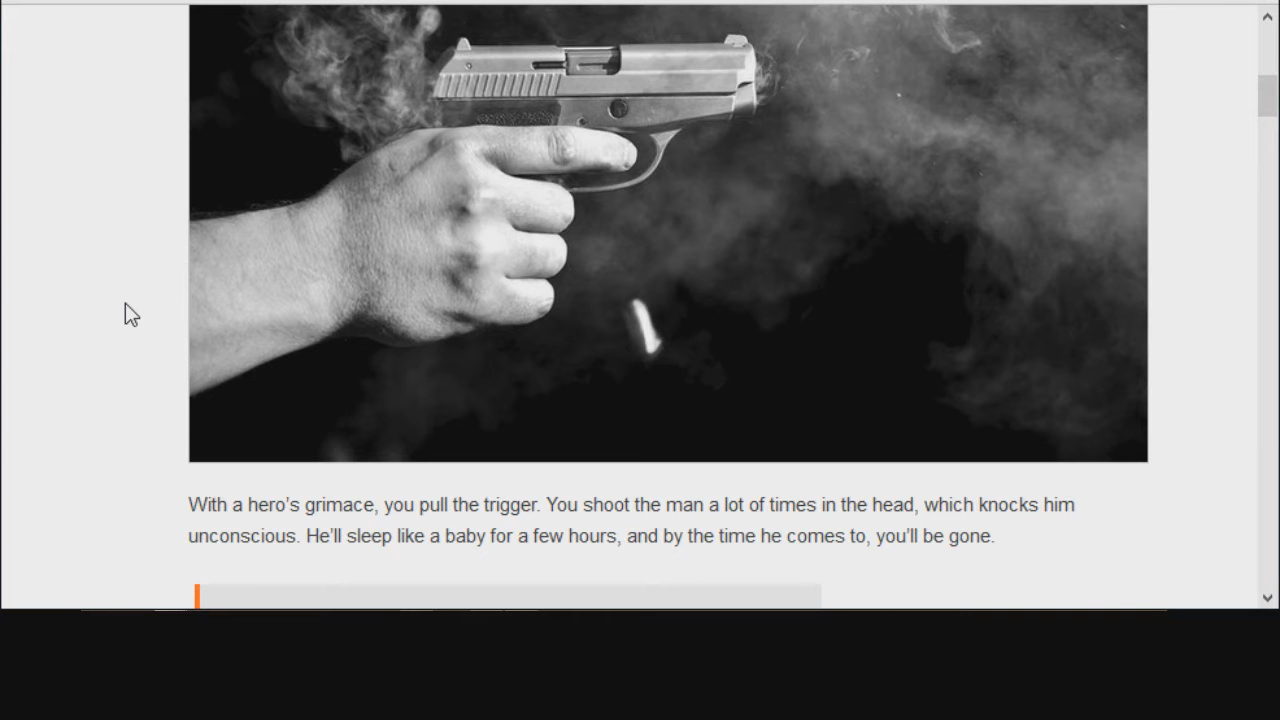 With a hero’s grimace, you pull the trigger. You shoot the man a lot of times in the head, which knocks him
unconscious. He’ll sleep like a baby for a few hours, and by the time he comes to, you’ll be gone.